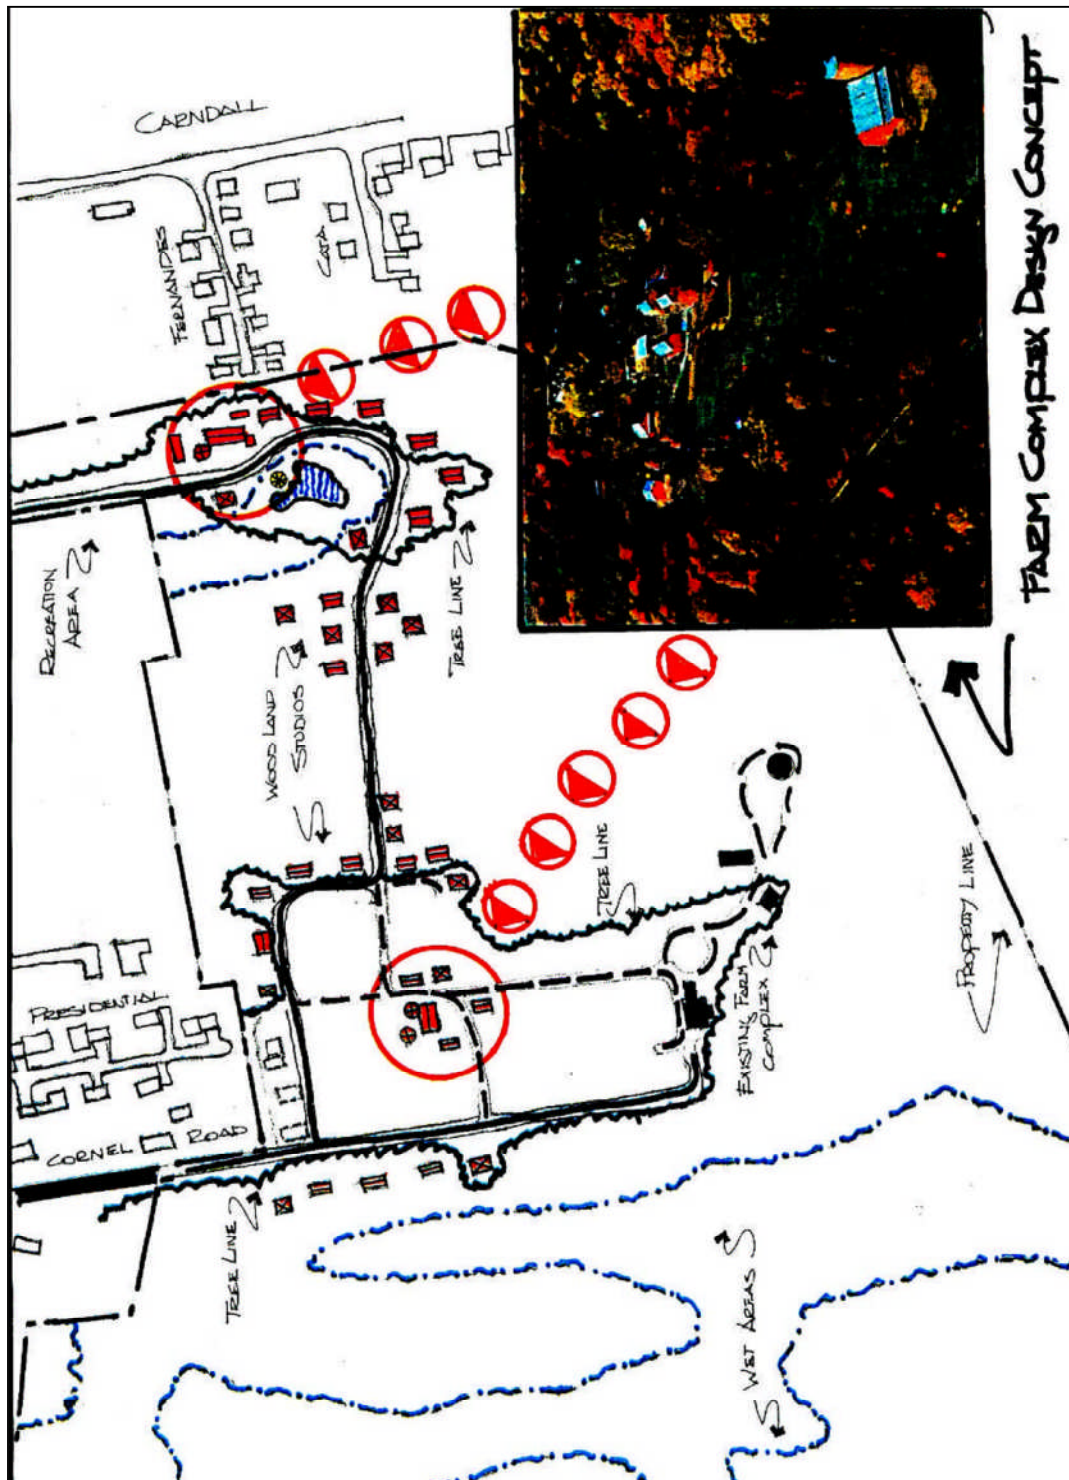 FARM COMPLEX DESIGN CONCEPT
CARNDALL
FERNANDES
CATA
RECREATION
AREA
WOOD LAND
STUDIOS
TREE LINE
TREE LINE
PRESIDENTIAL
CORNEL ROAD
EXISTING FARM
COMPLEX
PROPERTY LINE
TREE LINE
WET AREAS